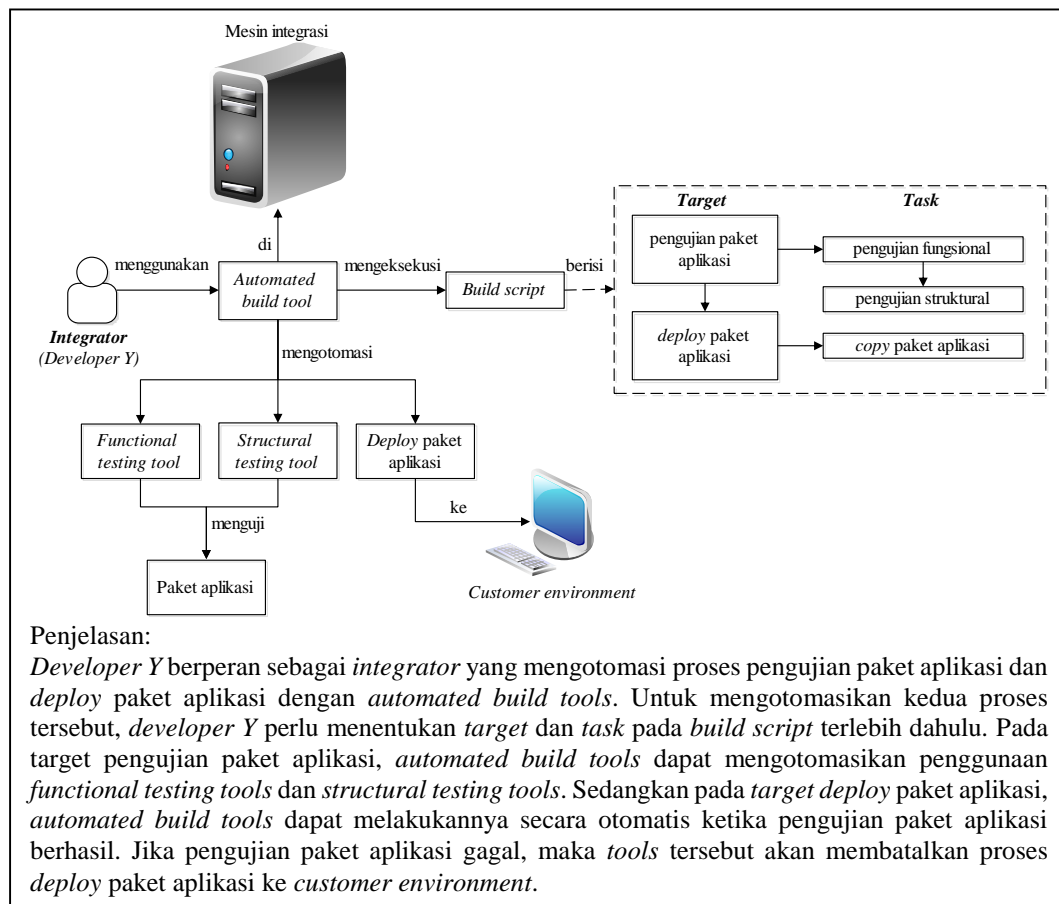 Mesin integrasi
di
menggunakan
Automated
build tool
mengeksekusi
Build script
berisi
Integrator
(Developer Y)
Target
Task
pengujian paket
aplikasi
pengujian fungsional
pengujian struktural
deploy paket
aplikasi
copy paket aplikasi
mengotomasi
Functional
testing tool
Structural
testing tool
Deploy paket
aplikasi
menguji
ke
Paket aplikasi
Customer environment
Penjelasan:
Developer Y berperan sebagai integrator yang mengotomasi proses pengujian paket aplikasi dan
deploy paket aplikasi dengan automated build tools. Untuk mengotomasikan kedua proses
tersebut, developer Y perlu menentukan target dan task pada build script terlebih dahulu. Pada
target pengujian paket aplikasi, automated build tools dapat mengotomasikan penggunaan
functional testing tools dan structural testing tools. Sedangkan pada target deploy paket aplikasi,
automated build tools dapat melakukannya secara otomatis ketika pengujian paket aplikasi
berhasil. Jika pengujian paket aplikasi gagal, maka tools tersebut akan membatalkan proses
deploy paket aplikasi ke customer environment.